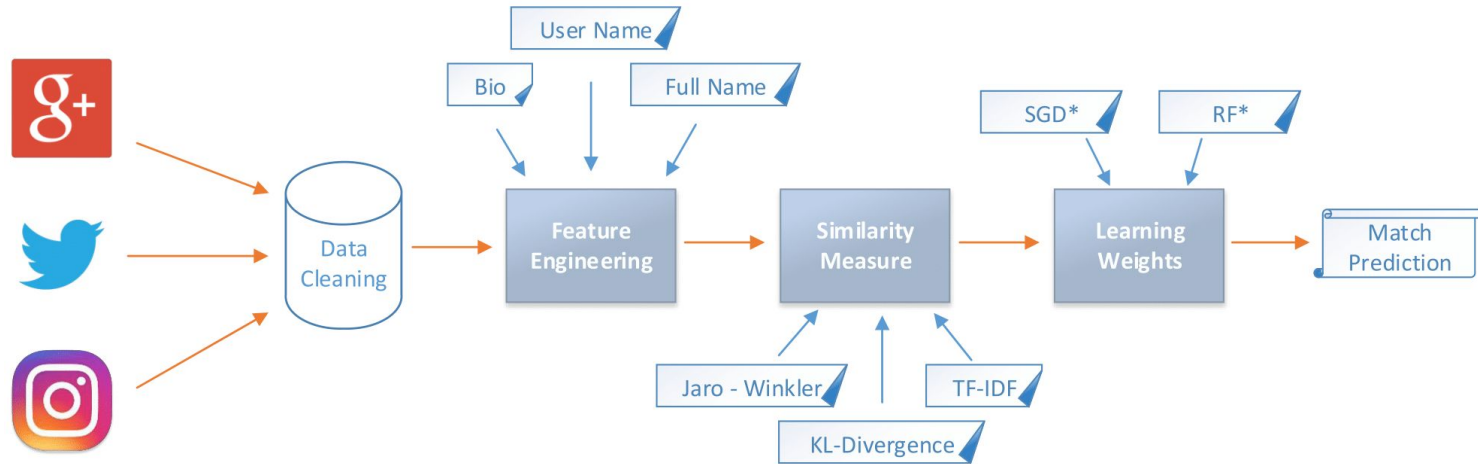 User Name
Bio
Full Name
SGD*
RF*
g+
Data
Cleaning
Feature
Engineering
Similarity
Measure
Learning
Weights
Match
Prediction
Jaro - Winkler
TF-IDF
KL-Divergence